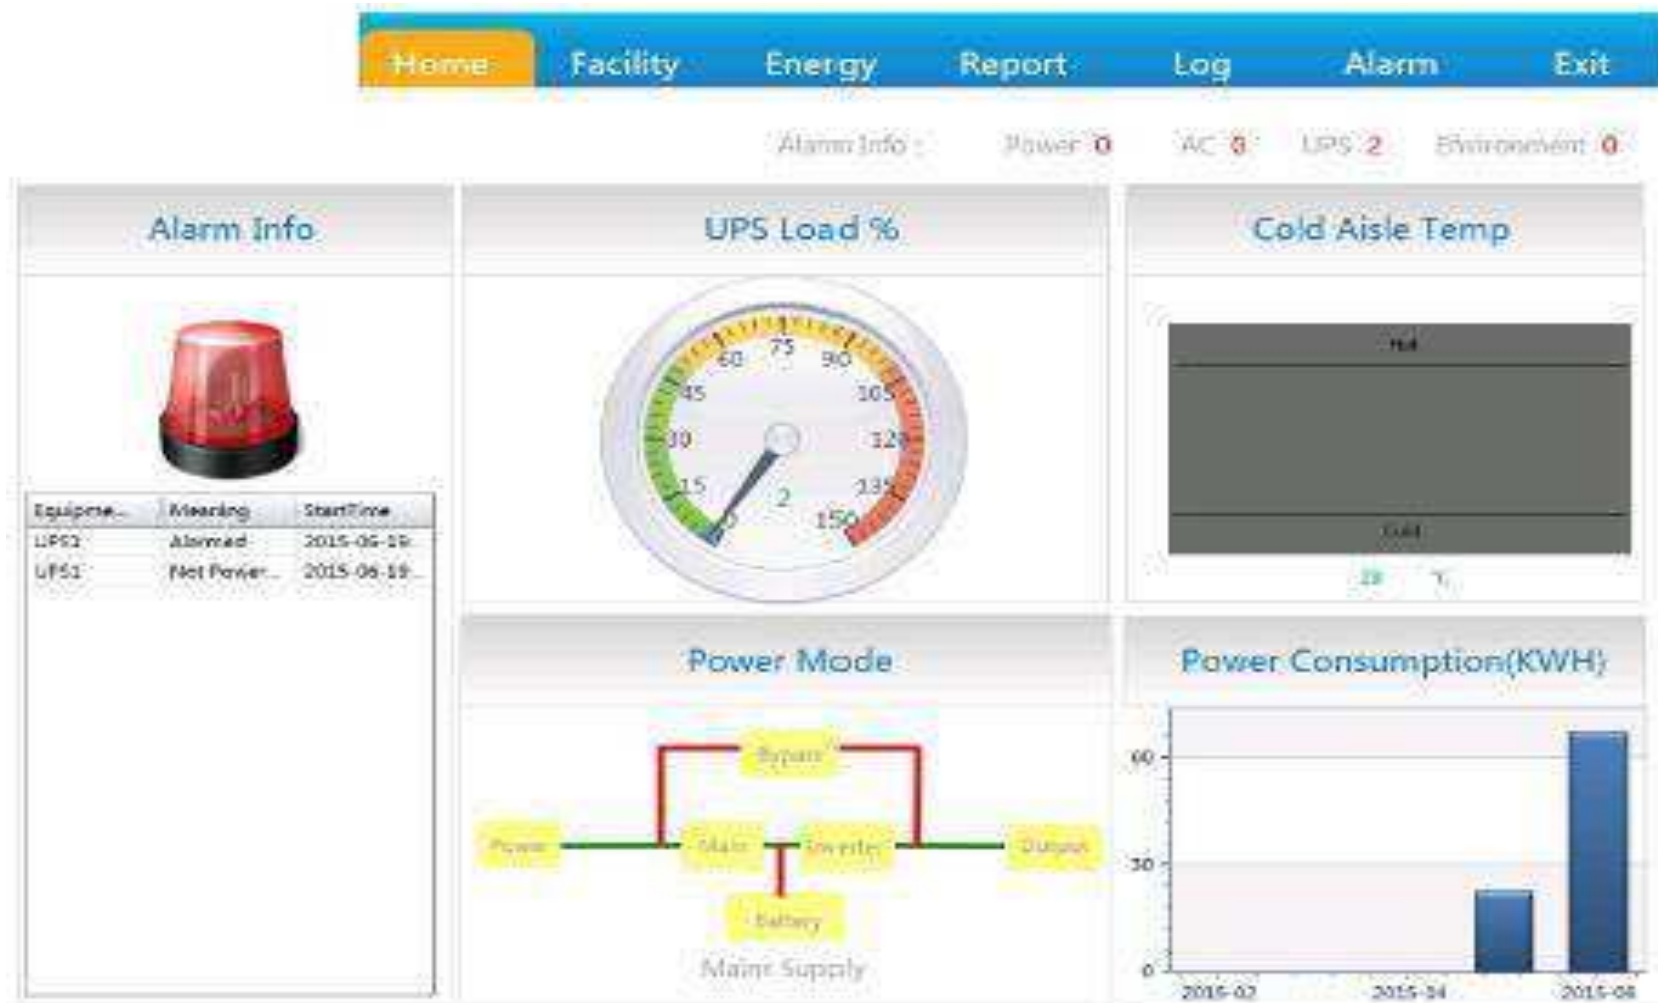 Home Facility Energy Report Log Alarm Exit
Alarm Info : Power 0 AC 0 UPS 2 Environment 0
Alarm Info
Equipme... Meaning StartTime
UPS1 Alarmed 2015-06-19...
UPS1 Not Power... 2015-06-19...
UPS Load %
0 15 30 45 60 75 90 105 120 135 150
2
Cold Aisle Temp
Hot
Cold
℃
Power Mode
Bypass
Power Main Inverter Output
Battery
Mains Supply
Power Consumption(KWH)
60
30
0
2015-02 2015-04 2015-06